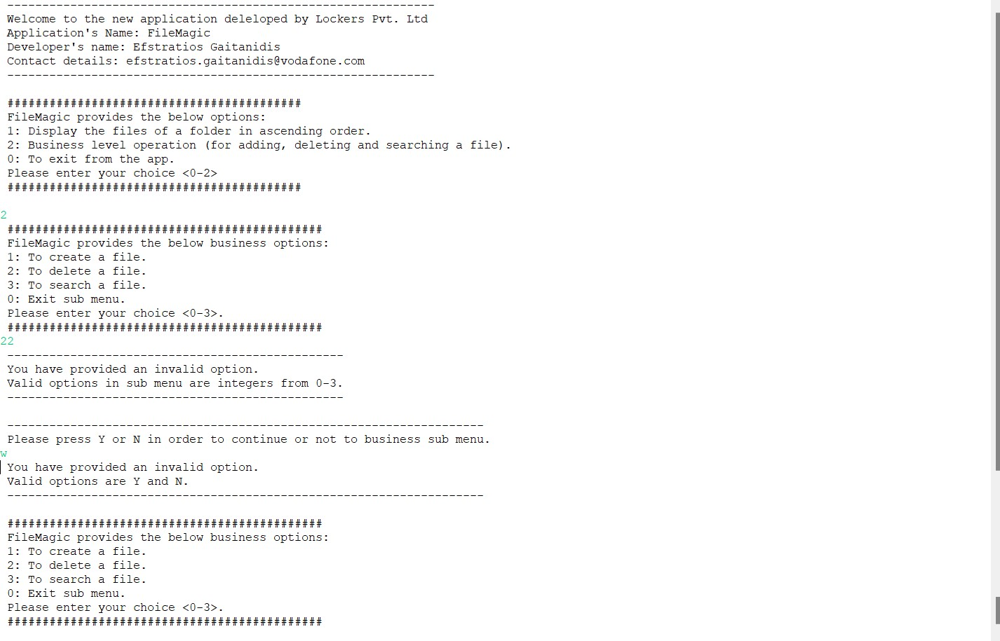 -------------------------------------------------------------
Welcome to the new application deleloped by Lockers Pvt. Ltd
Application's Name: FileMagic
Developer's name: Efstratios Gaitanidis
Contact details: efstratios.gaitanidis@vodafone.com
-------------------------------------------------------------
##########################################
FileMagic provides the below options:
1: Display the files of a folder in ascending order.
2: Business level operation (for adding, deleting and searching a file).
0: To exit from the app.
Please enter your choice <0-2>
##########################################
2
#############################################
FileMagic provides the below business options:
1: To create a file.
2: To delete a file.
3: To search a file.
0: Exit sub menu.
Please enter your choice <0-3>.
#############################################
22
------------------------------------------------
You have provided an invalid option.
Valid options in sub menu are integers from 0-3.
------------------------------------------------
--------------------------------------------------------------------
Please press Y or N in order to continue or not to business sub menu.
w
You have provided an invalid option.
Valid options are Y and N.
--------------------------------------------------------------------
#############################################
FileMagic provides the below business options:
1: To create a file.
2: To delete a file.
3: To search a file.
0: Exit sub menu.
Please enter your choice <0-3>.
#############################################